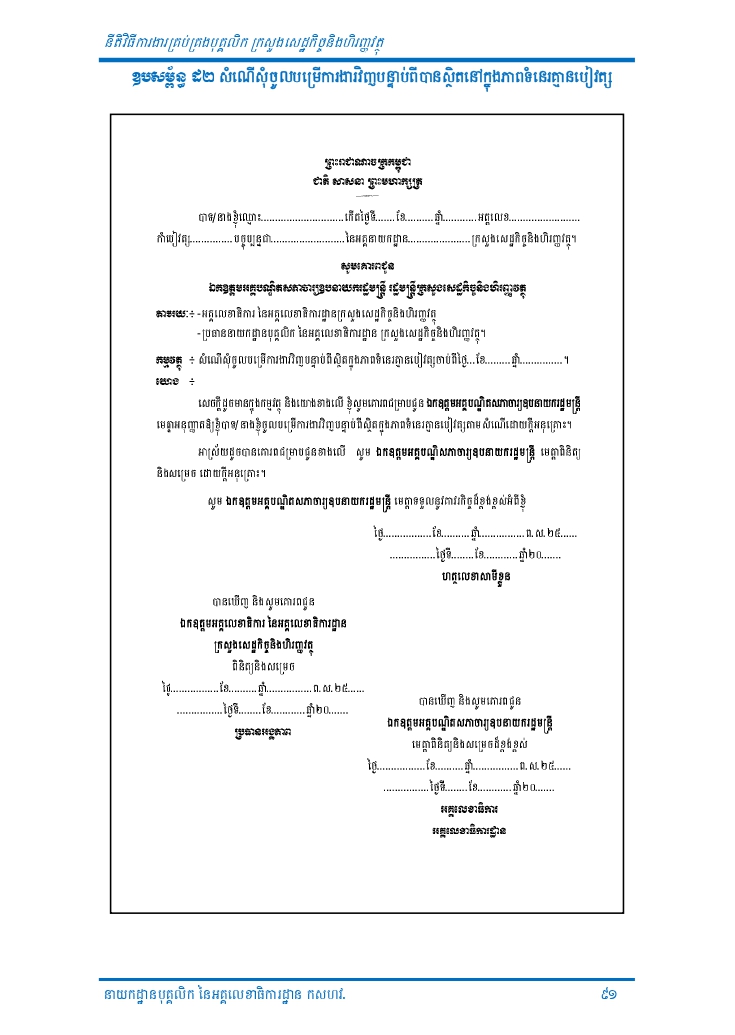 នីតិវិធីការងារគ្រប់គ្រងបុគ្គលិក ក្រសួងសេដ្ឋកិច្ចនិងហិរញ្ញវត្ថុ
ឧបសម្ព័ន្ធ ដ២ សំណើសុំចូលបម្រើការងារវិញបន្ទាប់ពីបានស្ថិតនៅក្នុងភាពទំនេរគ្មានបៀវត្ស
ព្រះរាជាណាចក្រកម្ពុជា
ជាតិ សាសនា ព្រះមហាក្សត្រ
បាទ/នាងខ្ញុំឈ្មោះ.............................កើតថ្ងៃទី.......ខែ..........ឆ្នាំ............អត្តលេខ.........................
កាំបៀវត្ស...............បច្ចុប្បន្នជា..........................នៃអគ្គនាយកដ្ឋាន......................ក្រសួងសេដ្ឋកិច្ចនិងហិរញ្ញវត្ថុ។
សូមគោរពជូន
ឯកឧត្តមអគ្គបណ្ឌិតសភាចារ្យឧបនាយករដ្ឋមន្ត្រី រដ្ឋមន្ត្រីក្រសួងសេដ្ឋកិច្ចនិងហិរញ្ញវត្ថុ
តាមរយៈ ÷ -អគ្គលេខាធិការ នៃអគ្គលេខាធិការដ្ឋានក្រសួងសេដ្ឋកិច្ចនិងហិរញ្ញវត្ថុ
-ប្រធាននាយកដ្ឋានបុគ្គលិក នៃអគ្គលេខាធិការដ្ឋាន ក្រសួងសេដ្ឋកិច្ចនិងហិរញ្ញវត្ថុ។
កម្មវត្ថុ ÷ សំណើសុំចូលបម្រើការងារវិញបន្ទាប់ពីស្ថិតក្នុងភាពទំនេរគ្មានបៀវត្សចាប់ពីថ្ងៃ...ខែ.........ឆ្នាំ...............។
យោង ÷
សេចក្តីដូចមានក្នុងកម្មវត្ថុ និងយោងខាងលើ ខ្ញុំសូមគោរពជម្រាបជូន ឯកឧត្តមអគ្គបណ្ឌិតសភាចារ្យឧបនាយករដ្ឋមន្ត្រី
មេត្តាអនុញ្ញាតឱ្យខ្ញុំបាទ/នាងខ្ញុំចូលបម្រើការងារវិញបន្ទាប់ពីស្ថិតក្នុងភាពទំនេរគ្មានបៀវត្សតាមសំណើដោយក្តីអនុគ្រោះ។
អាស្រ័យដូចបានគោរពជម្រាបជូនខាងលើ សូម ឯកឧត្តមអគ្គបណ្ឌិតសភាចារ្យឧបនាយករដ្ឋមន្ត្រី មេត្តាពិនិត្យ
និងសម្រេច ដោយក្តីអនុគ្រោះ។
សូម ឯកឧត្តមអគ្គបណ្ឌិតសភាចារ្យឧបនាយករដ្ឋមន្ត្រី មេត្តាទទួលនូវគារវកិច្ចដ៏ខ្ពង់ខ្ពស់អំពីខ្ញុំ
ថ្ងៃ.................ខែ..........ឆ្នាំ................ព.ស.២៥......
................ថ្ងៃទី........ខែ............ឆ្នាំ២០.......
ហត្ថលេខាសាមីខ្លួន
បានឃើញ និងសូមគោរពជូន
ឯកឧត្តមអគ្គលេខាធិការ នៃអគ្គលេខាធិការដ្ឋាន
ក្រសួងសេដ្ឋកិច្ចនិងហិរញ្ញវត្ថុ
ពិនិត្យនិងសម្រេច
ថ្ងៃ.................ខែ..........ឆ្នាំ................ព.ស.២៥......
................ថ្ងៃទី........ខែ............ឆ្នាំ២០.......
ប្រធានអង្គភាព
បានឃើញ និងសូមគោរពជូន
ឯកឧត្តមអគ្គបណ្ឌិតសភាចារ្យឧបនាយករដ្ឋមន្ត្រី
មេត្តាពិនិត្យនិងសម្រេចដ៏ខ្ពង់ខ្ពស់
ថ្ងៃ.................ខែ..........ឆ្នាំ................ព.ស.២៥......
................ថ្ងៃទី........ខែ............ឆ្នាំ២០.......
អគ្គលេខាធិការ
អគ្គលេខាធិការដ្ឋាន
នាយកដ្ឋានបុគ្គលិក នៃអគ្គលេខាធិការដ្ឋាន កសហវ.
៩១